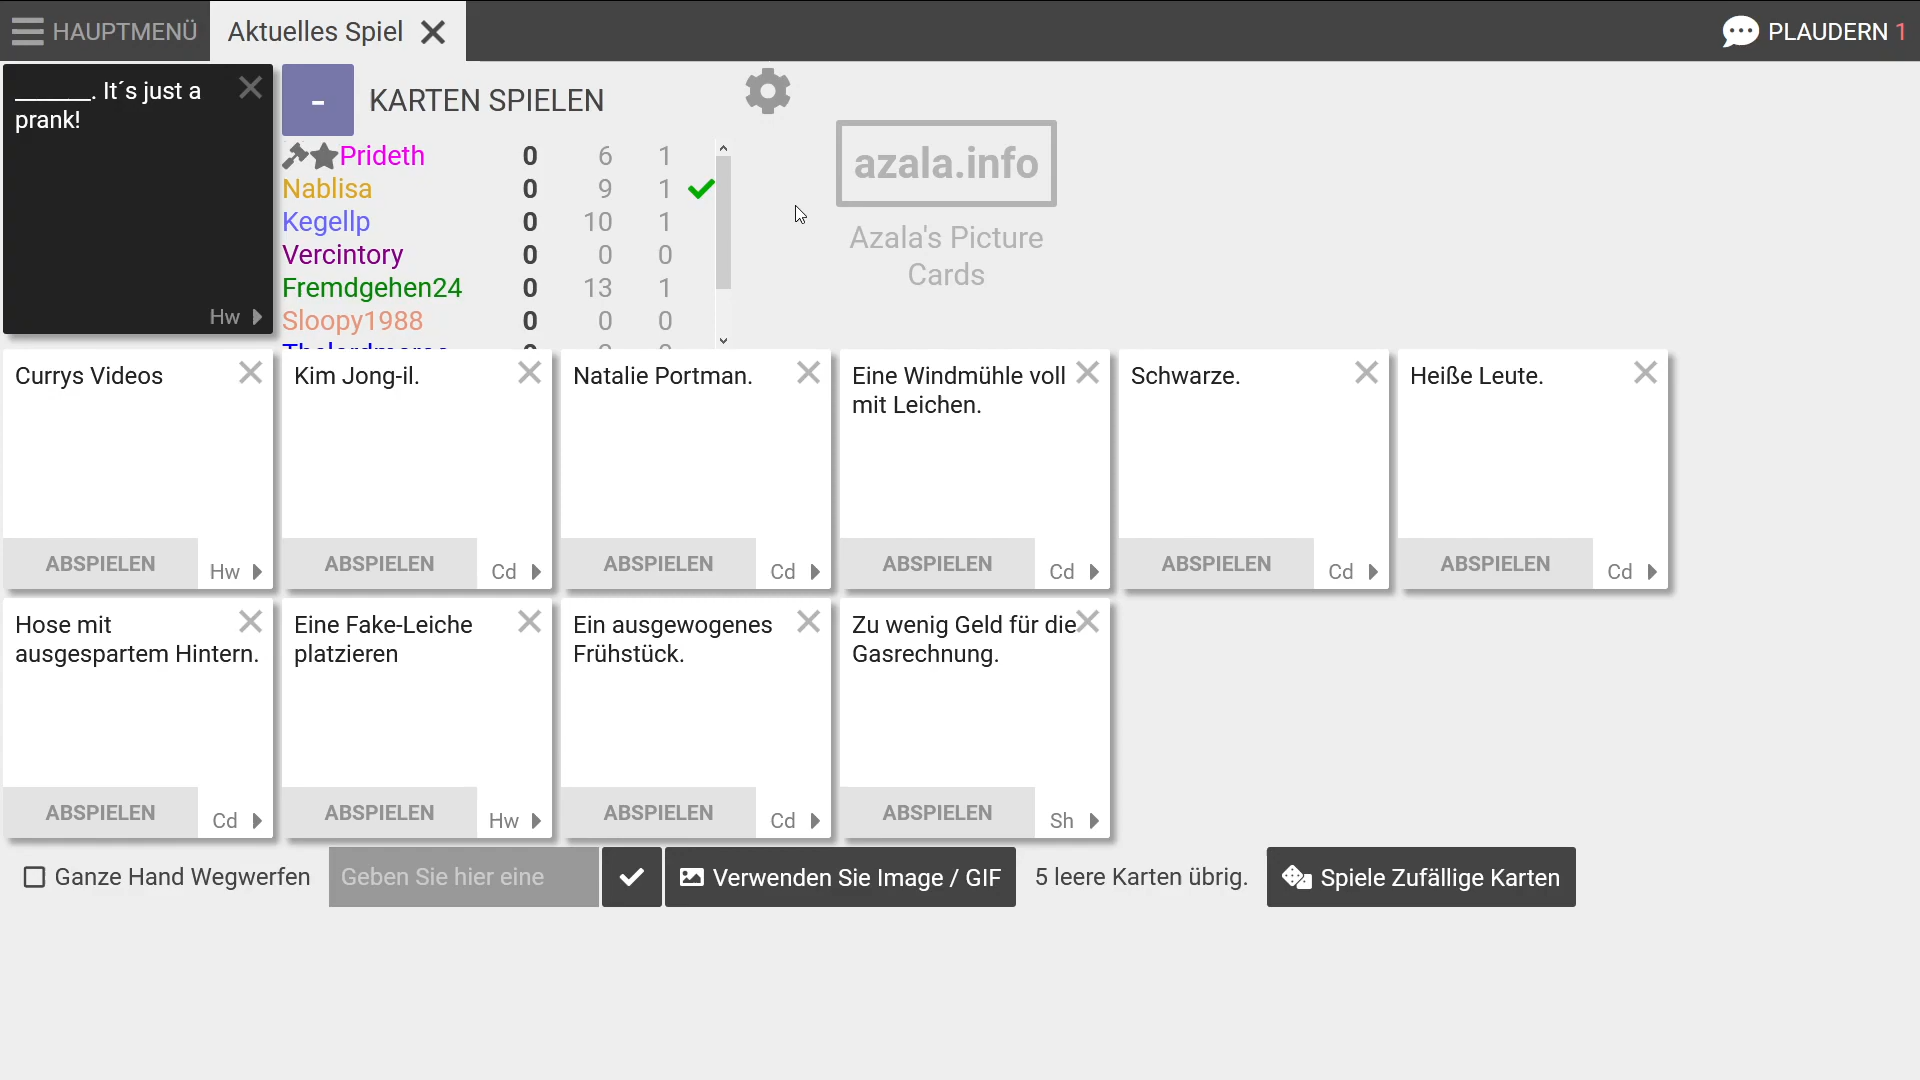 HAUPTMENÜ
Aktuelles Spiel
PLAUDERN 1
_______. It´s just a
prank!
Hw
-
KARTEN SPIELEN
Prideth 0 6 1
Nablisa 0 9 1
Kegellp 0 10 1
Vercintory 0 0 0
Fremdgehen24 0 13 1
Sloopy1988 0 0 0
azala.info
Azala's Picture
Cards
Currys Videos
ABSPIELEN
Hw
Kim Jong-il.
ABSPIELEN
Cd
Natalie Portman.
ABSPIELEN
Cd
Eine Windmühle voll
mit Leichen.
ABSPIELEN
Cd
Schwarze.
ABSPIELEN
Cd
Heiße Leute.
ABSPIELEN
Cd
Hose mit
ausgespartem Hintern.
ABSPIELEN
Cd
Eine Fake-Leiche
platzieren
ABSPIELEN
Hw
Ein ausgewogenes
Frühstück.
ABSPIELEN
Cd
Zu wenig Geld für die
Gasrechnung.
ABSPIELEN
Sh
Ganze Hand Wegwerfen
Geben Sie hier eine
Verwenden Sie Image / GIF
5 leere Karten übrig.
Spiele Zufällige Karten